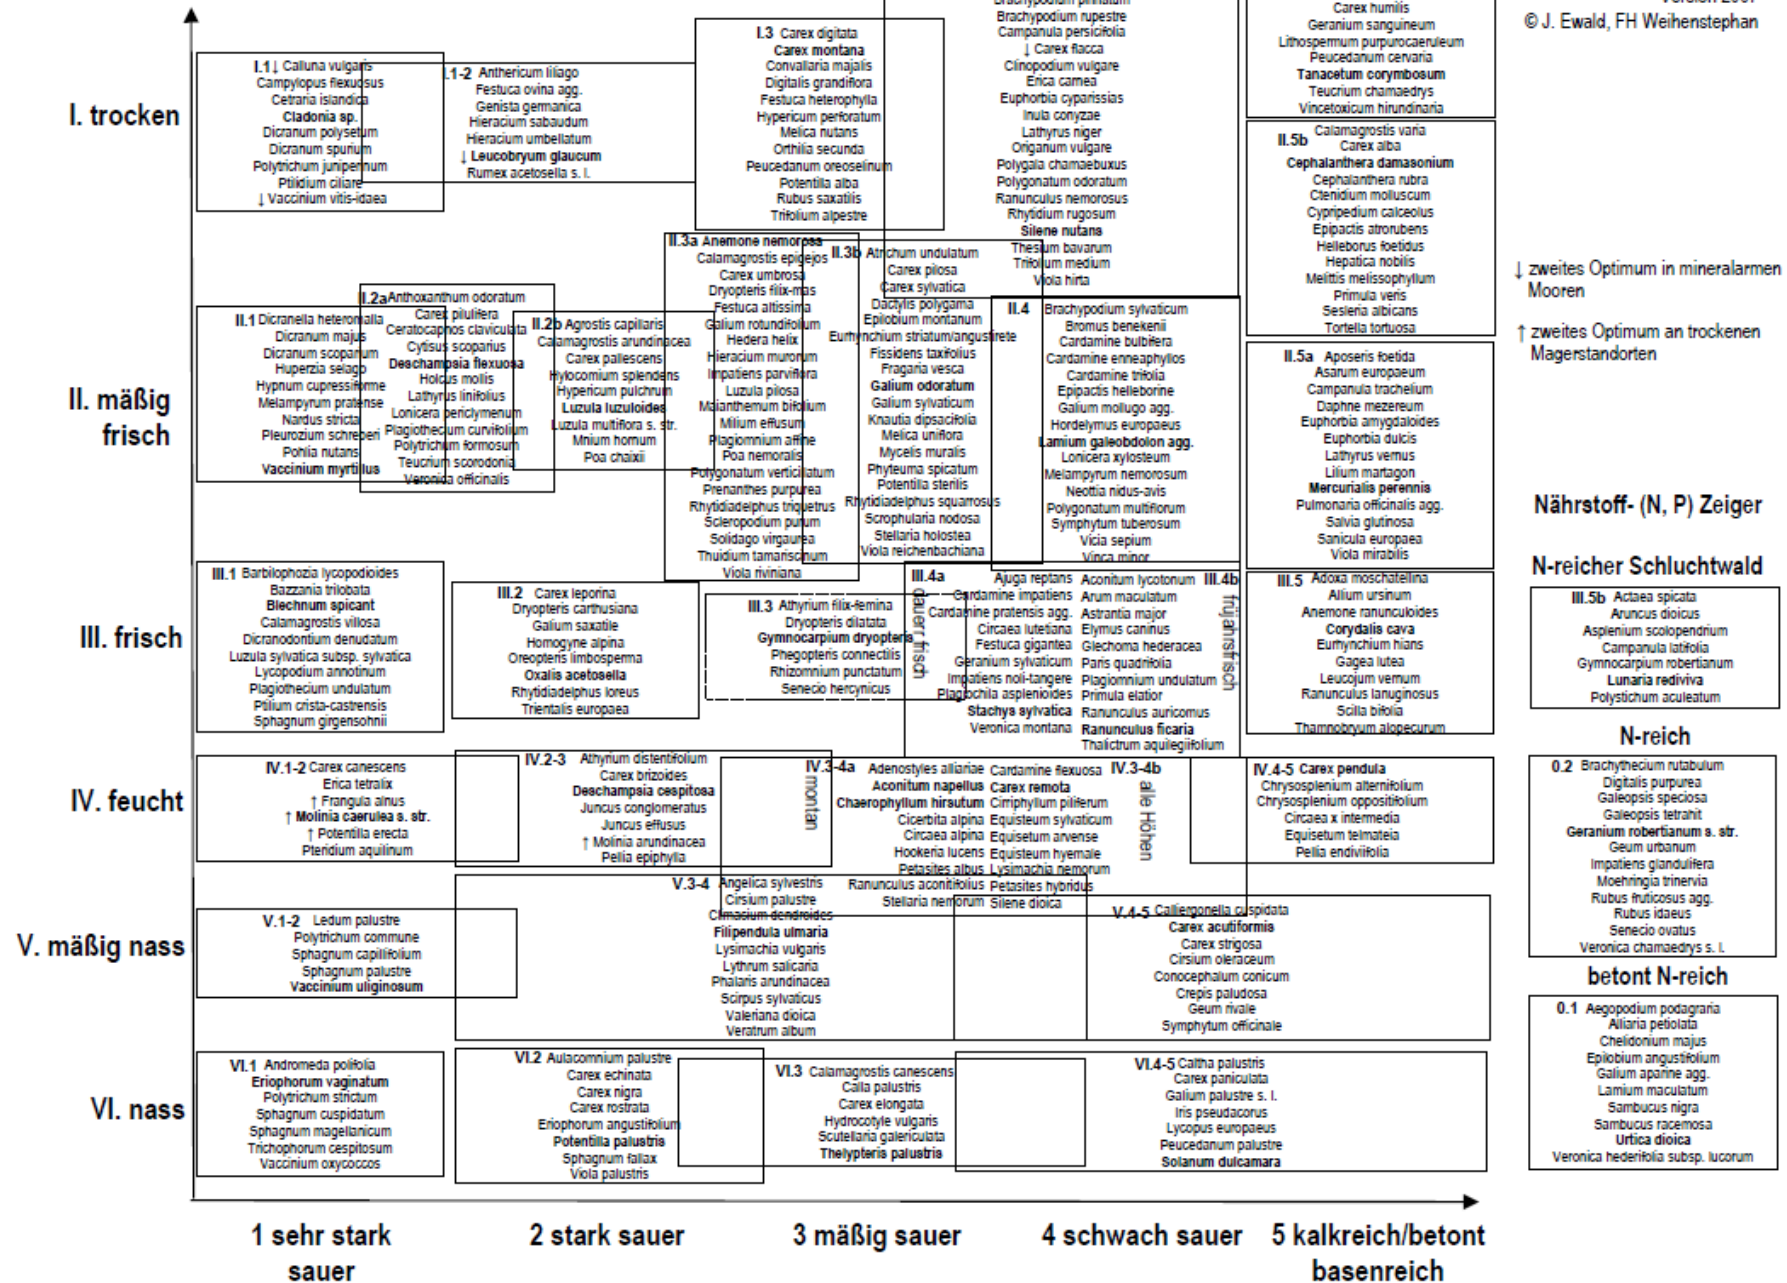 Brachypodium rupestre
Campanula persicifolia
↓ Carex flacca
Clinopodium vulgare
Erica carnea
Euphorbia cyparissias
Inula conyzae
Lathyrus niger
Origanum vulgare
Polygala chamaebuxus
Polygonatum odoratum
Ranunculus nemorosus
Rhytidium rugosum
Silene nutans
Thesium bavarum
Trifolium medium
Viola hirta
Carex humilis
Geranium sanguineum
Lithospermum purpurocaeruleum
Peucedanum cervaria
Tanacetum corymbosum
Teucrium chamaedrys
Vincetoxicum hirundinaria
© J. Ewald, FH Weihenstephan
I. trocken
I.1↓ Calluna vulgaris
Campylopus flexuosus
Cetraria islandica
Cladonia sp.
Dicranum polysetum
Dicranum spurium
Polytrichum juniperinum
Ptilidium ciliare
↓ Vaccinium vitis-idaea
I.1-2 Anthericum liliago
Festuca ovina agg.
Genista germanica
Hieracium sabaudum
Hieracium umbellatum
↓ Leucobryum glaucum
Rumex acetosella s. l.
I.3 Carex digitata
Carex montana
Convallaria majalis
Digitalis grandiflora
Festuca heterophylla
Hypericum perforatum
Melica nutans
Orthilia secunda
Peucedanum oreoselinum
Potentilla alba
Rubus saxatilis
Trifolium alpestre
II.5b Calamagrostis varia
Carex alba
Cephalanthera damasonium
Cephalanthera rubra
Ctenidium molluscum
Cypripedium calceolus
Epipactis atrorubens
Helleborus foetidus
Hepatica nobilis
Melittis melissophyllum
Primula veris
Sesleria albicans
Tortella tortuosa
↓ zweites Optimum in mineralarmen
Mooren
↑ zweites Optimum an trockenen
Magerstandorten
II. mäßig
frisch
II.1 Dicranella heteromalla
Dicranum majus
Dicranum scoparium
Huperzia selago
Hypnum cupressiforme
Melampyrum pratense
Nardus stricta
Pleurozium schreberi
Pohlia nutans
Vaccinium myrtillus
II.2a Anthoxanthum odoratum
Carex pilulifera
Ceratocapnos claviculata
Cytisus scoparius
Deschampsia flexuosa
Holcus mollis
Lathyrus linifolius
Lonicera periclymenum
Plagiothecium curvifolium
Polytrichum formosum
Teucrium scorodonia
Veronica officinalis
II.2b Agrostis capillaris
Calamagrostis arundinacea
Carex pallescens
Hylocomium splendens
Hypericum pulchrum
Luzula luzuloides
Luzula multiflora s. str.
Mnium hornum
Poa chaixii
II.3a Anemone nemorosa
Calamagrostis epigejos
Carex umbrosa
Dryopteris filix-mas
Festuca altissima
Galium rotundifolium
Hedera helix
Hieracium murorum
Impatiens parviflora
Luzula pilosa
Maianthemum bifolium
Milium effusum
Plagiomnium affine
Poa nemoralis
Polygonatum verticillatum
Prenanthes purpurea
Rhytidiadelphus triquetrus
Scleropodium purum
Solidago virgaurea
Thuidium tamariscinum
Viola riviniana
II.3b Atrichum undulatum
Carex pilosa
Carex sylvatica
Dactylis polygama
Epilobium montanum
Eurhynchium striatum/angustirete
Fissidens taxifolius
Fragaria vesca
Galium odoratum
Galium sylvaticum
Knautia dipsacifolia
Melica uniflora
Mycelis muralis
Phyteuma spicatum
Potentilla sterilis
Rhytidiadelphus squarrosus
Scrophularia nodosa
Stellaria holostea
Viola reichenbachiana
II.4 Brachypodium sylvaticum
Bromus benekenii
Cardamine bulbifera
Cardamine enneaphyllos
Cardamine trifolia
Epipactis helleborine
Galium mollugo agg.
Hordelymus europaeus
Lamium galeobdolon agg.
Lonicera xylosteum
Melampyrum nemorosum
Neottia nidus-avis
Polygonatum multiflorum
Symphytum tuberosum
Vicia sepium
Vinca minor
II.5a Aposeris foetida
Asarum europaeum
Campanula trachelium
Daphne mezereum
Euphorbia amygdaloides
Euphorbia dulcis
Lathyrus vernus
Lilium martagon
Mercurialis perennis
Pulmonaria officinalis agg.
Salvia glutinosa
Sanicula europaea
Viola mirabilis
Nährstoff- (N, P) Zeiger
III. frisch
III.1 Barbilophozia lycopodioides
Bazzania trilobata
Blechnum spicant
Calamagrostis villosa
Dicranodontium denudatum
Luzula sylvatica subsp. sylvatica
Lycopodium annotinum
Plagiothecium undulatum
Ptilium crista-castrensis
Sphagnum girgensohnii
III.2 Carex leporina
Dryopteris carthusiana
Galium saxatile
Homogyne alpina
Oreopteris limbosperma
Oxalis acetosella
Rhytidiadelphus loreus
Trientalis europaea
III.3 Athyrium filix-femina
Dryopteris dilatata
Gymnocarpium dryopteris
Phegopteris connectilis
Rhizomnium punctatum
Senecio hercynicus
III.4a Ajuga reptans
dauerfrisch
Cardamine impatiens
Cardamine pratensis agg.
Circaea lutetiana
Festuca gigantea
Geranium sylvaticum
Impatiens noli-tangere
Plagiochila asplenioides
Stachys sylvatica
Veronica montana
Aconitum lycotonum III.4b
früjahrsfrisch
Arum maculatum
Astrantia major
Elymus caninus
Glechoma hederacea
Paris quadrifolia
Plagiomnium undulatum
Primula elatior
Ranunculus auricomus
Ranunculus ficaria
Thalictrum aquilegiifolium
III.5 Adoxa moschatellina
Allium ursinum
Anemone ranunculoides
Corydalis cava
Eurhynchium hians
Gagea lutea
Leucojum vernum
Ranunculus lanuginosus
Scilla bifolia
Thamnobryum alopecurum
N-reicher Schluchtwald
III.5b Actaea spicata
Aruncus dioicus
Asplenium scolopendrium
Campanula latifolia
Gymnocarpium robertianum
Lunaria rediviva
Polystichum aculeatum
IV. feucht
IV.1-2 Carex canescens
Erica tetralix
↑ Frangula alnus
↑ Molinia caerulea s. str.
↑ Potentilla erecta
Pteridium aquilinum
IV.2-3 Athyrium distentifolium
Carex brizoides
Deschampsia cespitosa
Juncus conglomeratus
Juncus effusus
↑ Molinia arundinacea
Pellia epiphylla
IV.3-4a Adenostyles alliariae
montan
Aconitum napellus
Chaerophyllum hirsutum
Cicerbita alpina
Circaea alpina
Hookeria lucens
Petasites albus
Ranunculus aconitifolius
Stellaria nemorum
Cardamine flexuosa IV.3-4b
alle Höhen
Carex remota
Cirriphyllum piliferum
Equisteum sylvaticum
Equisetum arvense
Equisteum hyemale
Lysimachia nemorum
Petasites hybridus
Silene dioica
IV.4-5 Carex pendula
Chrysosplenium alternifolium
Chrysosplenium oppositifolium
Circaea x intermedia
Equisetum telmateia
Pellia endiviifolia
N-reich
0.2 Brachythecium rutabulum
Digitalis purpurea
Galeopsis speciosa
Galeopsis tetrahit
Geranium robertianum s. str.
Geum urbanum
Impatiens glandulifera
Moehringia trinervia
Rubus fruticosus agg.
Rubus idaeus
Senecio ovatus
Veronica chamaedrys s. l.
V. mäßig nass
V.1-2 Ledum palustre
Polytrichum commune
Sphagnum capillifolium
Sphagnum palustre
Vaccinium uliginosum
V.3-4 Angelica sylvestris
Cirsium palustre
Climacium dendroides
Filipendula ulmaria
Lysimachia vulgaris
Lythrum salicaria
Phalaris arundinacea
Scirpus sylvaticus
Valeriana dioica
Veratrum album
V.4-5 Calliergonella cuspidata
Carex acutiformis
Carex strigosa
Cirsium oleraceum
Conocephalum conicum
Crepis paludosa
Geum rivale
Symphytum officinale
betont N-reich
0.1 Aegopodium podagraria
Alliaria petiolata
Chelidonium majus
Epilobium angustifolium
Galium aparine agg.
Lamium maculatum
Sambucus nigra
Sambucus racemosa
Urtica dioica
Veronica hederifolia subsp. lucorum
VI. nass
VI.1 Andromeda polifolia
Eriophorum vaginatum
Polytrichum strictum
Sphagnum cuspidatum
Sphagnum magellanicum
Trichophorum cespitosum
Vaccinium oxycoccos
VI.2 Aulacomnium palustre
Carex echinata
Carex nigra
Carex rostrata
Eriophorum angustifolium
Potentilla palustris
Sphagnum fallax
Viola palustris
VI.3 Calamagrostis canescens
Calla palustris
Carex elongata
Hydrocotyle vulgaris
Scutellaria galericulata
Thelypteris palustris
VI.4-5 Caltha palustris
Carex paniculata
Galium palustre s. l.
Iris pseudacorus
Lycopus europaeus
Peucedanum palustre
Solanum dulcamara
1 sehr stark
sauer
2 stark sauer
3 mäßig sauer
4 schwach sauer
5 kalkreich/betont
basenreich